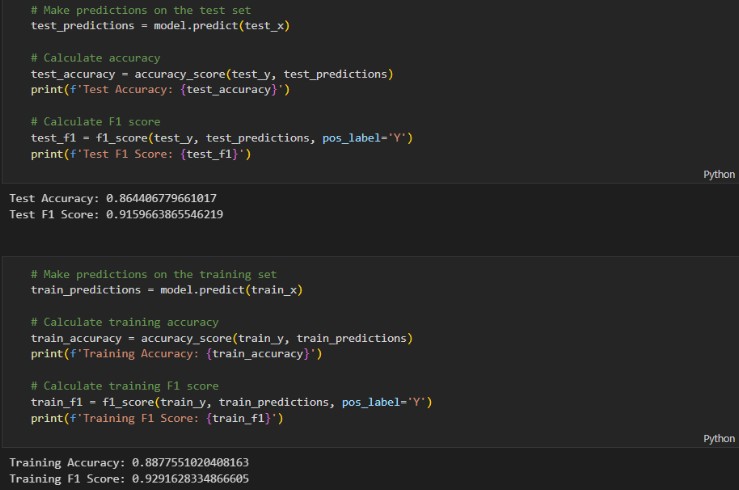 # Make predictions on the test set
test_predictions = model.predict(test_x)
# Calculate accuracy
test_accuracy = accuracy_score(test_y, test_predictions)
print(f'Test Accuracy: {test_accuracy}')
# Calculate F1 score
test_f1 = f1_score(test_y, test_predictions, pos_label='Y')
print(f'Test F1 Score: {test_f1}')
Python
Test Accuracy: 0.864406779661017
Test F1 Score: 0.9159663865546219
# Make predictions on the training set
train_predictions = model.predict(train_x)
# Calculate training accuracy
train_accuracy = accuracy_score(train_y, train_predictions)
print(f'Training Accuracy: {train_accuracy}')
# Calculate training F1 score
train_f1 = f1_score(train_y, train_predictions, pos_label='Y')
print(f'Training F1 Score: {train_f1}')
Python
Training Accuracy: 0.8877551020408163
Training F1 Score: 0.9291628334866605